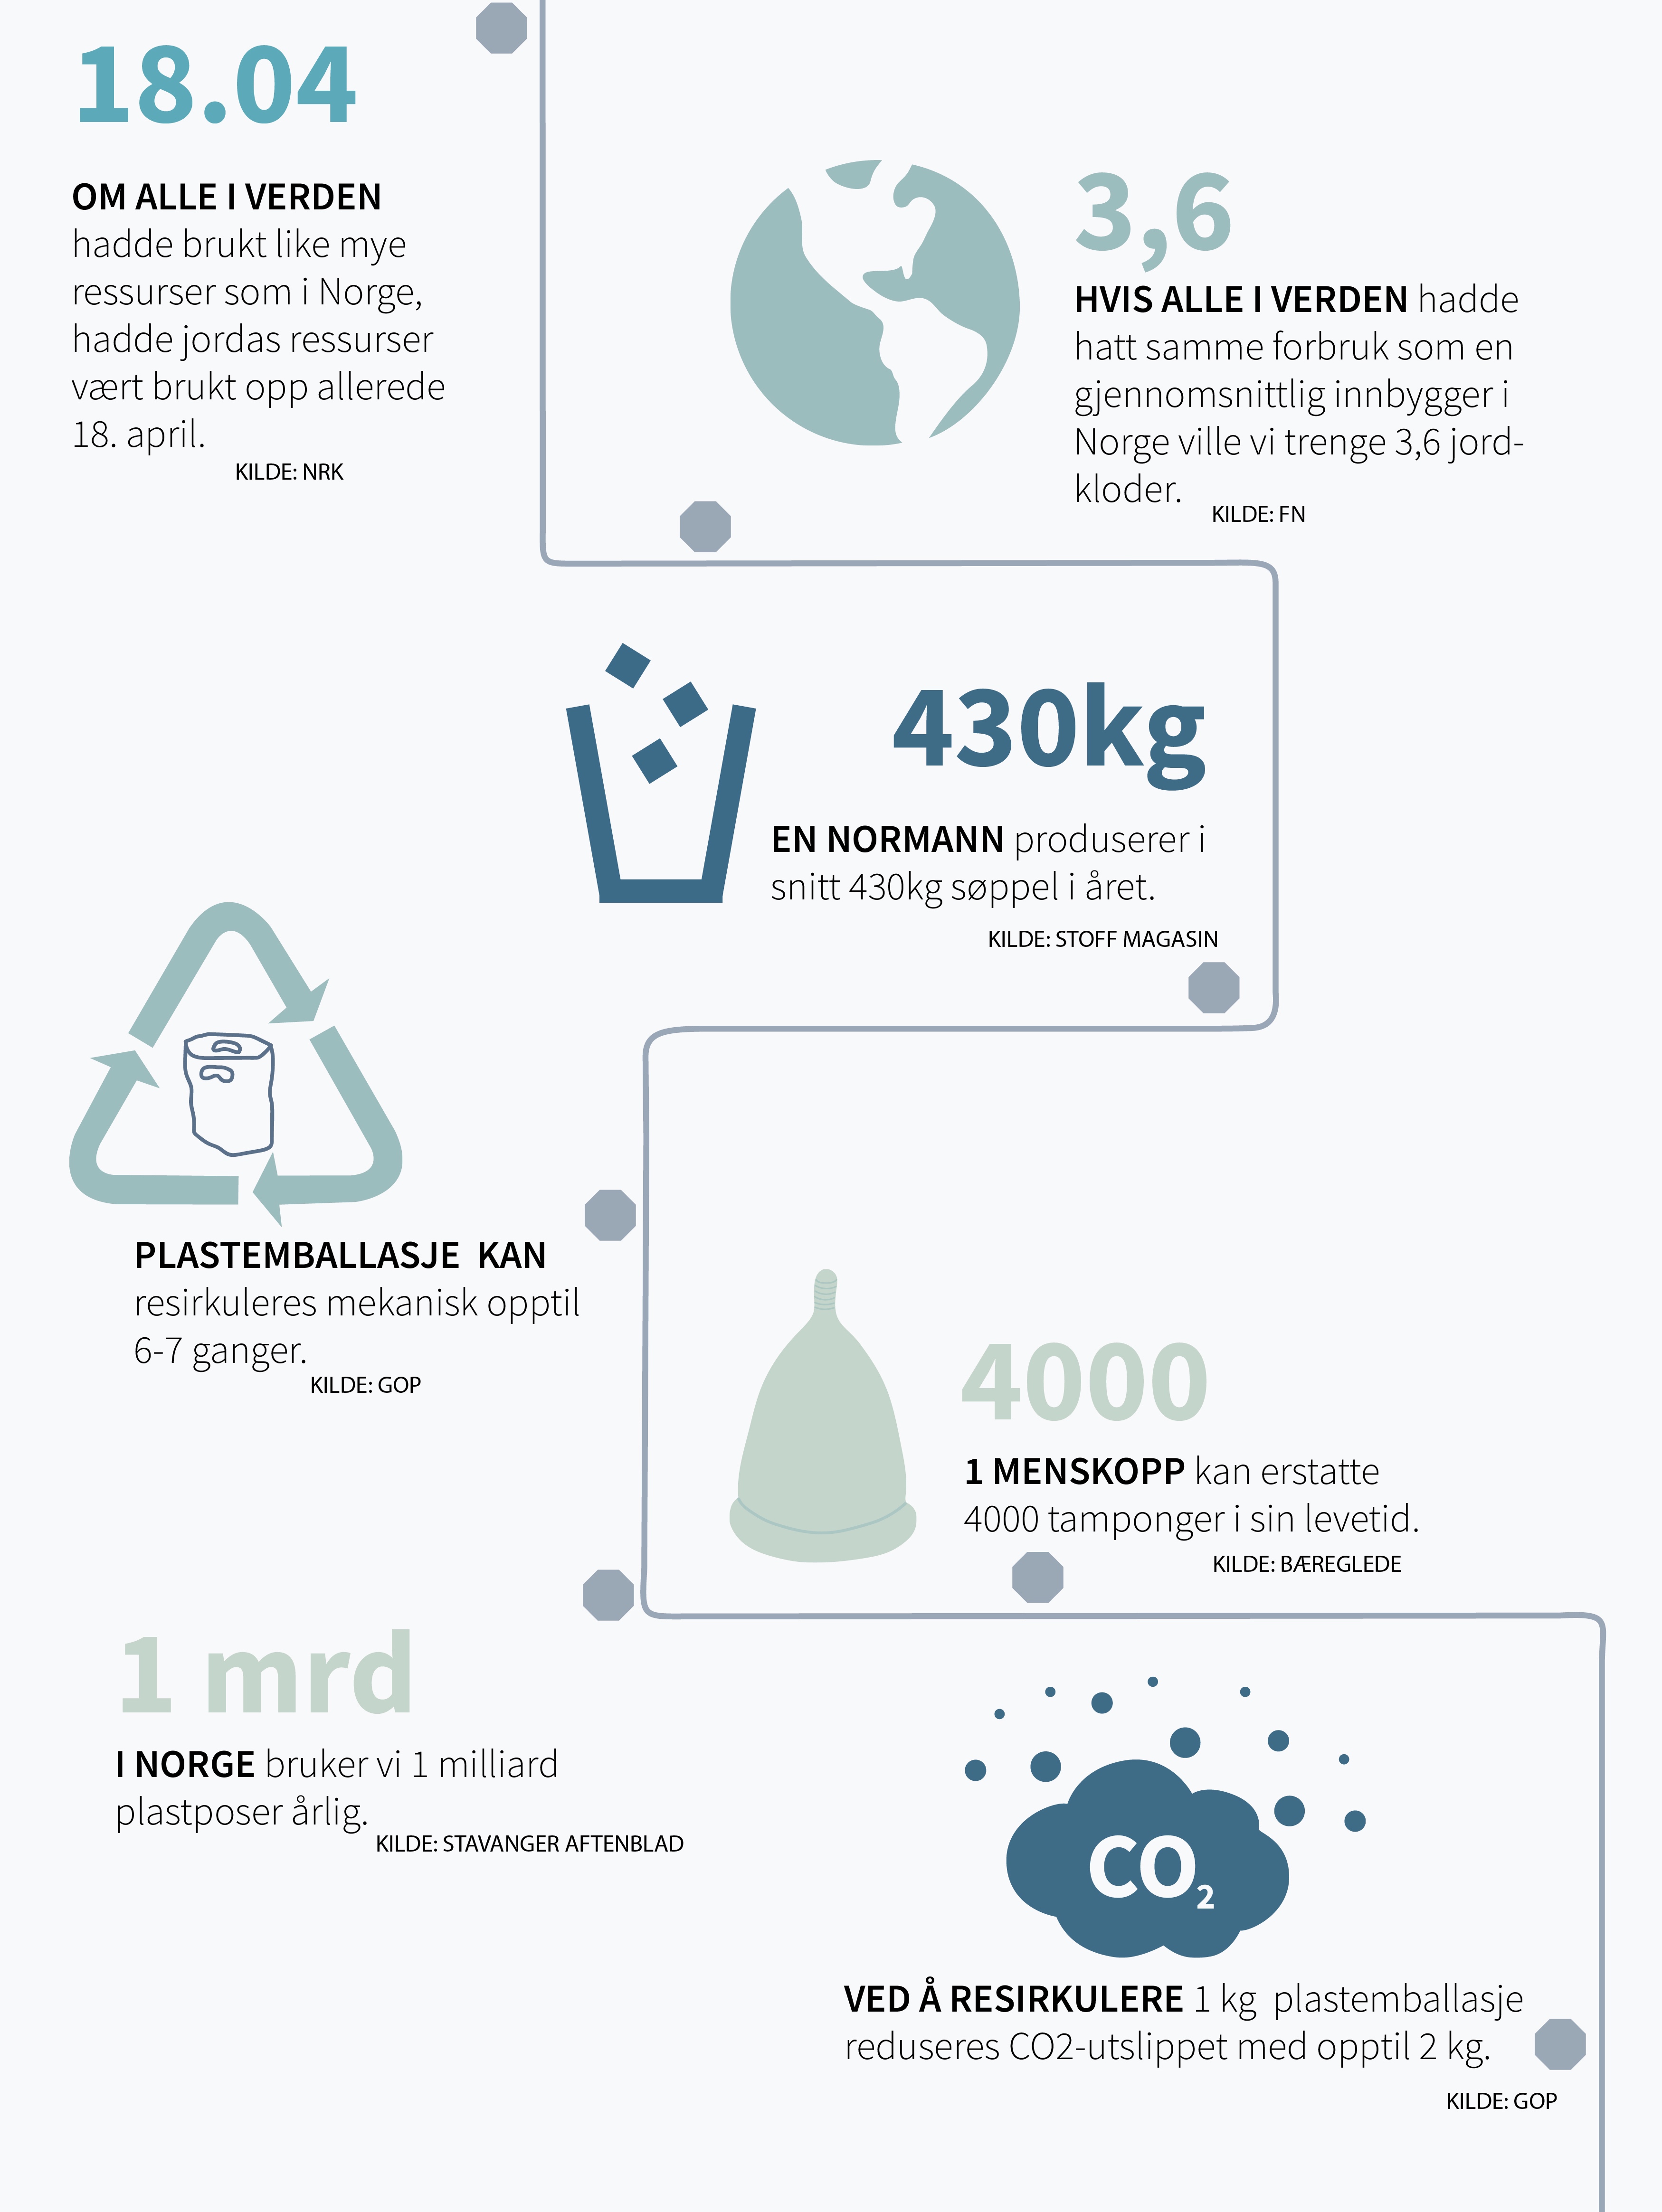 18.04
OM ALLE I VERDEN
hadde brukt like mye
ressurser som i Norge,
hadde jordas ressurser
vært brukt opp allerede
18. april.
KILDE: NRK
3,6
HVIS ALLE I VERDEN hadde
hatt samme forbruk som en
gjennomsnittlig innbygger i
Norge ville vi trenge 3,6 jord-
kloder.
KILDE: FN
430kg
EN NORMANN produserer i
snitt 430kg søppel i året.
KILDE: STOFF MAGASIN
PLASTEMBALLASJE KAN
resirkuleres mekanisk opptil
6-7 ganger.
KILDE: GOP
4000
1 MENSKOPP kan erstatte
4000 tamponger i sin levetid.
KILDE: BÆREGLEDE
1 mrd
I NORGE bruker vi 1 milliard
plastposer årlig.
KILDE: STAVANGER AFTENBLAD
CO₂
VED Å RESIRKULERE 1 kg plastemballasje
reduseres CO2-utslippet med opptil 2 kg.
KILDE: GOP